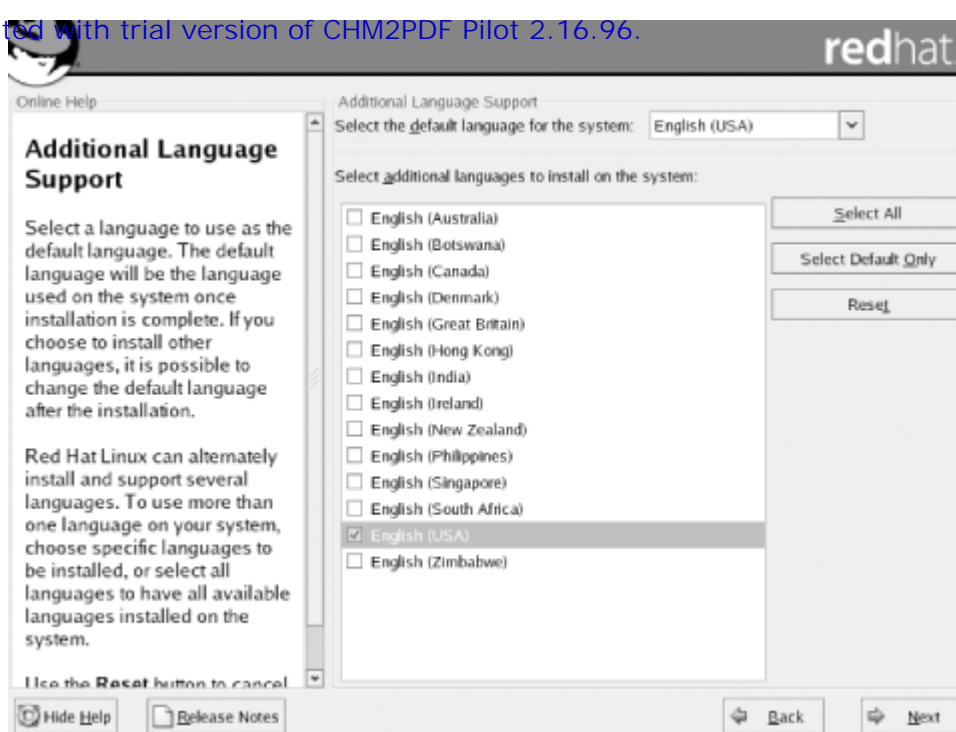 ted with trial version of CHM2PDF Pilot 2.16.96.
redhat.
Online Help
Additional Language
Support
Select a language to use as the
default language. The default
language will be the language
used on the system once
installation is complete. If you
choose to install other
languages, it is possible to
change the default language
after the installation.
Red Hat Linux can alternately
install and support several
languages. To use more than
one language on your system,
choose specific languages to
be installed, or select all
languages to have all available
languages installed on the
system.
Use the Reset button to cancel
Additional Language Support
Select the default language for the system: English (USA)
Select additional languages to install on the system:
English (Australia)
English (Botswana)
English (Canada)
English (Denmark)
English (Great Britain)
English (Hong Kong)
English (India)
English (Ireland)
English (New Zealand)
English (Philippines)
English (Singapore)
English (South Africa)
English (USA)
English (Zimbabwe)
Select All
Select Default Only
Reset
Hide Help
Release Notes
Back
Next